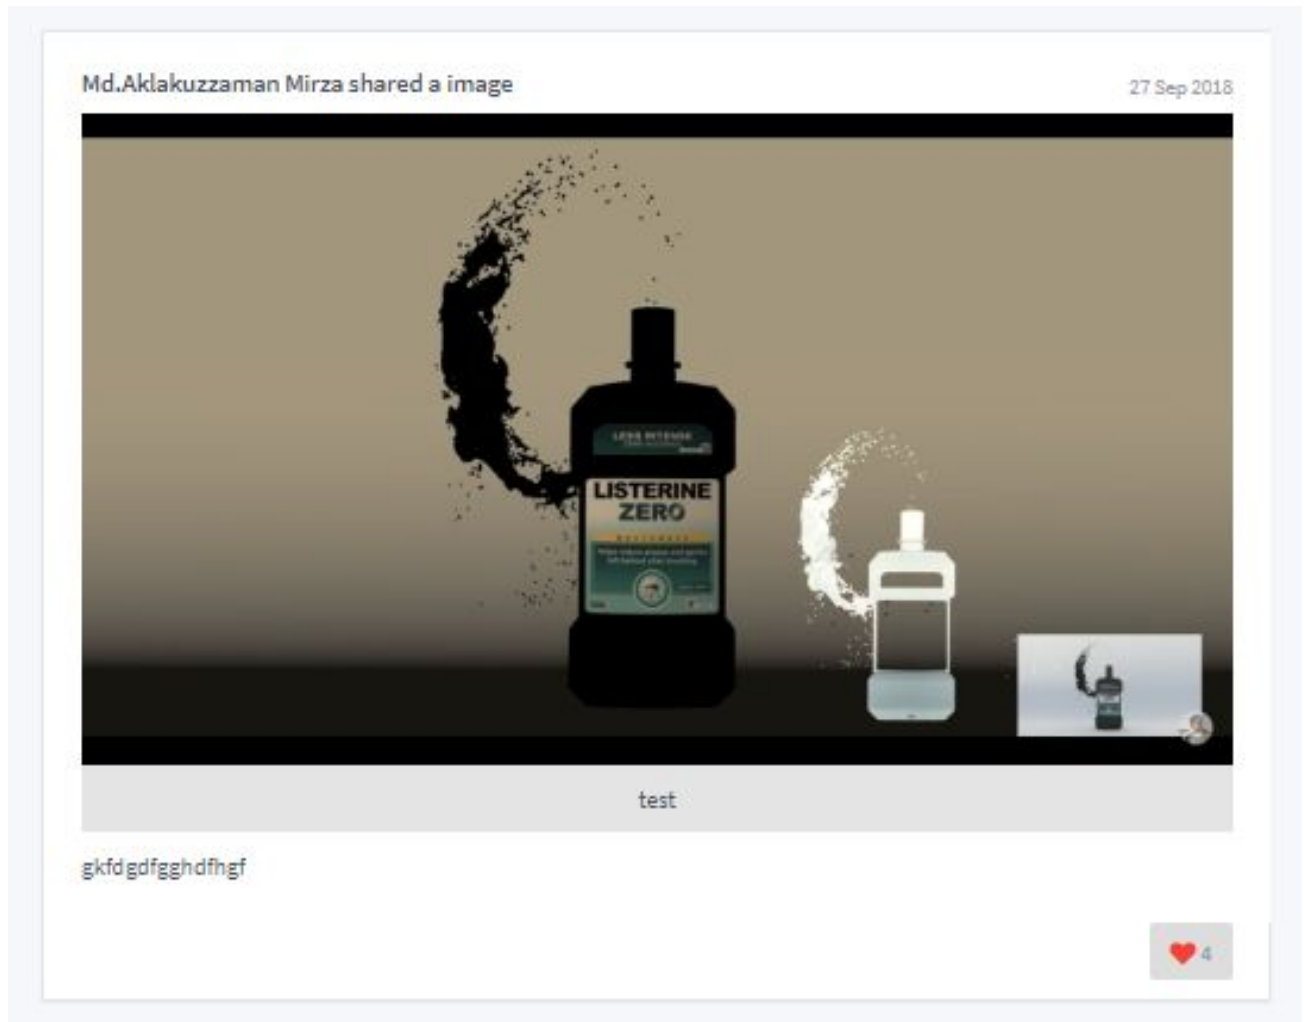 Md.Aklakuzzaman Mirza shared a image
27 Sep 2018
LESS INTENSE
LISTERINE
ZERO
test
gkfdgdfgghdfhgf
4